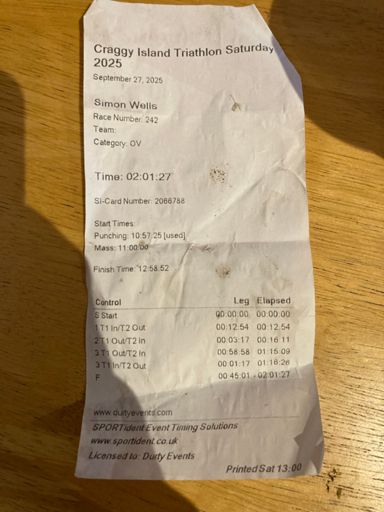 Craggy Island Triathlon Saturday
2025
September 27, 2025
Simon Wells
Race Number: 242
Team:
Category: OV
Time: 02:01:27
SI-Card Number: 2066788
Start Times:
Punching: 10:57:25 [used]
Mass: 11:00:00
Finish Time: 12:58:52
Control Leg Elapsed
S Start 00:00:00 00:00:00
1 T1 In/T2 Out 00:12:54 00:12:54
2 T1 Out/T2 In 00:03:17 00:16:11
3 T1 Out/T2 In 00:58:58 01:15:09
3 T1 In/T2 Out 00:01:17 01:16:26
F 00:45:01 02:01:27
www.durtyevents.com
SPORTident Event Timing Solutions
www.sportident.co.uk
Licensed to: Durty Events
Printed Sat 13:00